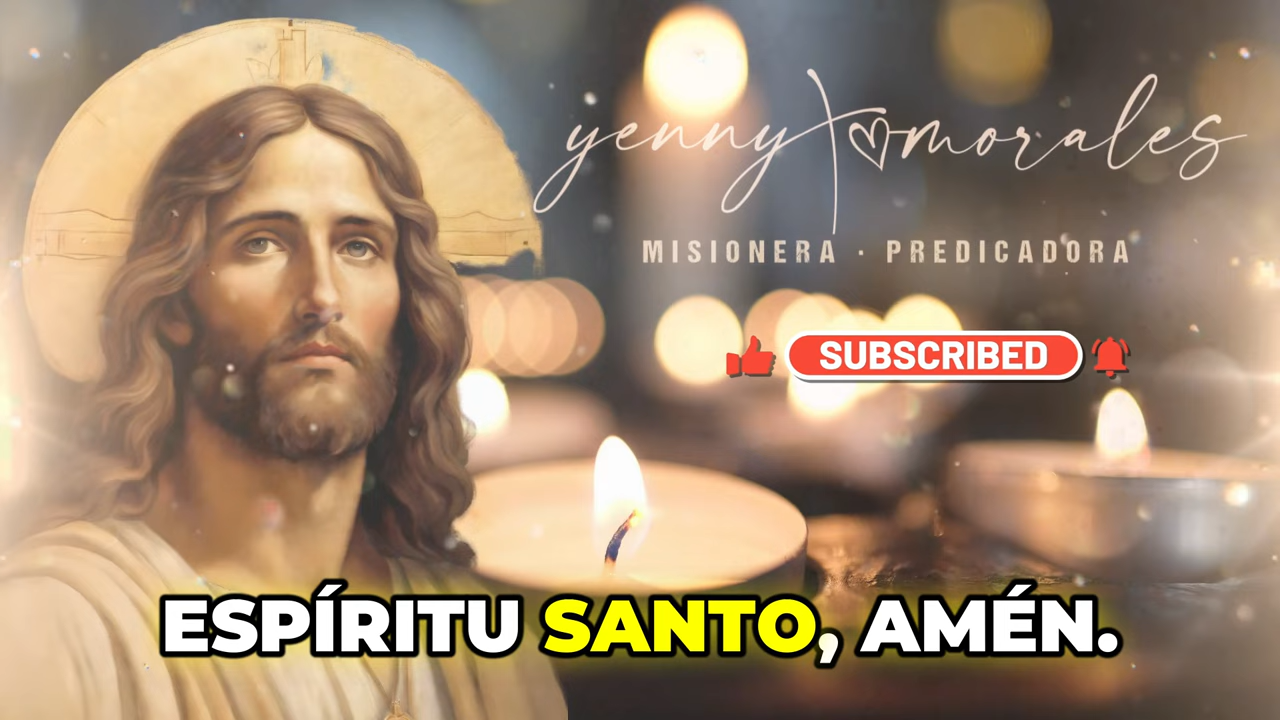 yenny morales
MISIONERA · PREDICADORA
SUBSCRIBED
ESPÍRITU SANTO, AMÉN.